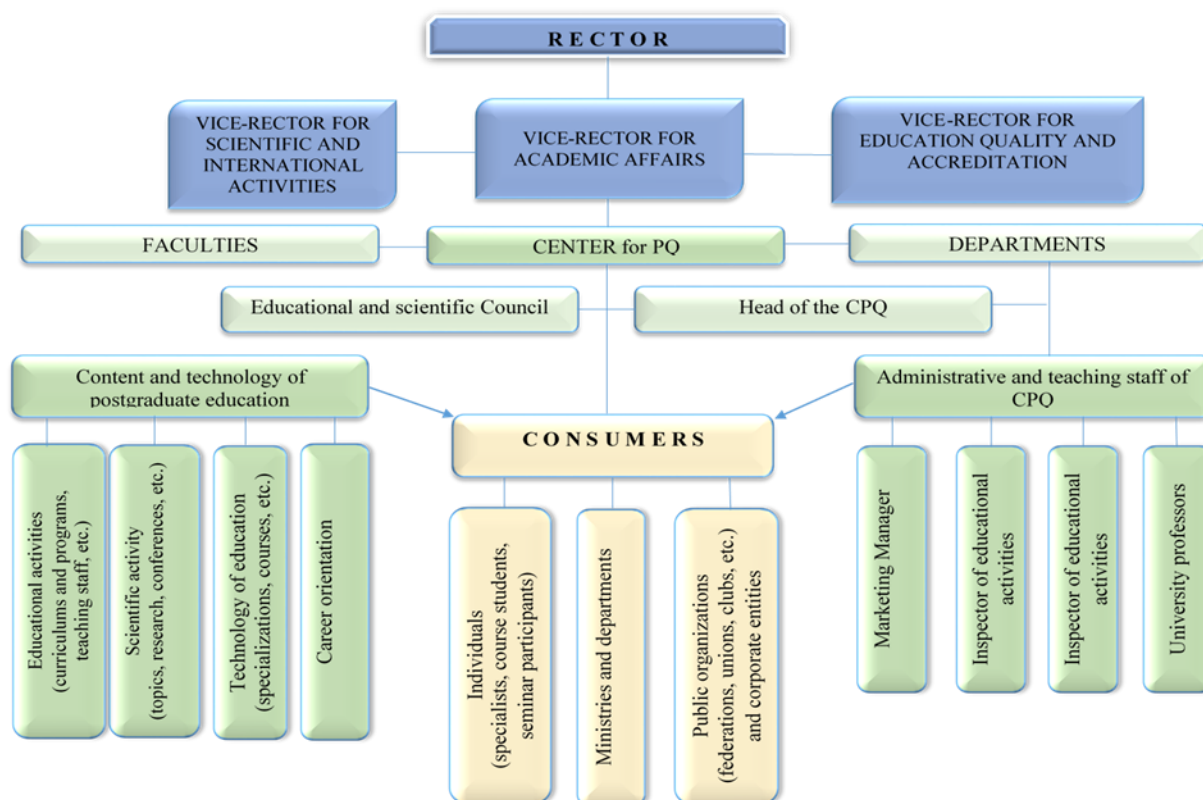 R E C T O R
VICE-RECTOR FOR
SCIENTIFIC AND
INTERNATIONAL
ACTIVITIES
VICE-RECTOR FOR
ACADEMIC AFFAIRS
VICE-RECTOR FOR
EDUCATION QUALITY AND
ACCREDITATION
FACULTIES
CENTER for PQ
DEPARTMENTS
Educational and scientific Council
Head of the CPQ
Content and technology of
postgraduate education
Administrative and teaching staff of
CPQ
C O N S U M E R S
Educational activities
(curriculums and programs,
teaching staff, etc.)
Scientific activity
(topics, research, conferences, etc.)
Technology of education
(specializations, courses, etc.)
Career orientation
Individuals
(specialists, course students,
seminar participants)
Ministries and departments
Public organizations
(federations, unions, clubs, etc.)
and corporate entities
Marketing Manager
Inspector of educational
activities
Inspector of educational
activities
University professors